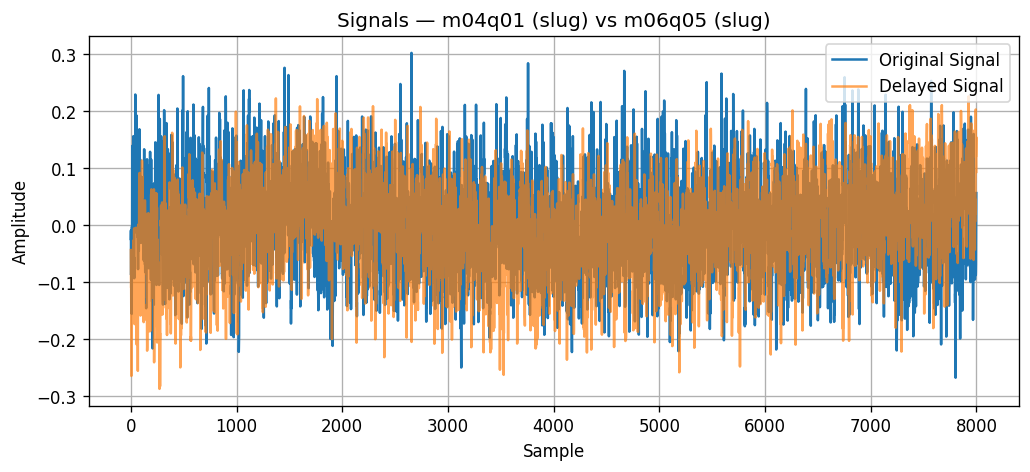 Signals — m04q01 (slug) vs m06q05 (slug)
Original Signal
Delayed Signal
Amplitude
0.3
0.2
0.1
0.0
−0.1
−0.2
−0.3
0 1000 2000 3000 4000 5000 6000 7000 8000
Sample